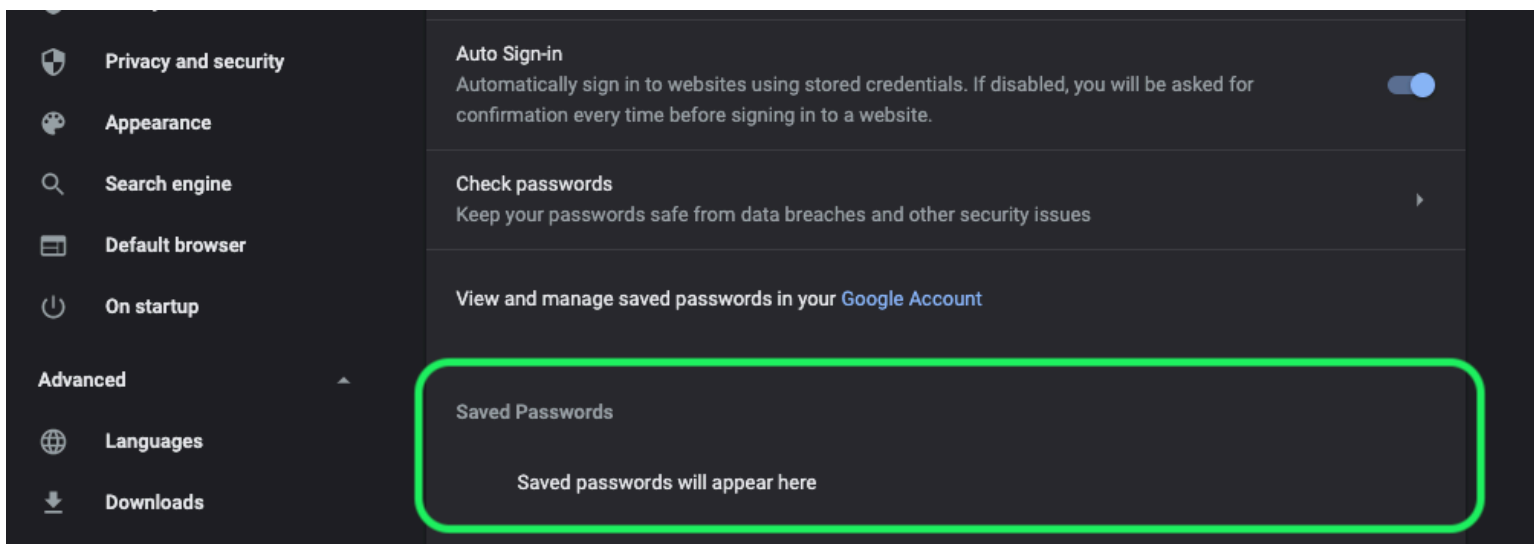 Privacy and security
Appearance
Search engine
Default browser
On startup
Advanced
Languages
Downloads
Auto Sign-in
Automatically sign in to websites using stored credentials. If disabled, you will be asked for
confirmation every time before signing in to a website.
Check passwords
Keep your passwords safe from data breaches and other security issues
View and manage saved passwords in your Google Account
Saved Passwords
Saved passwords will appear here